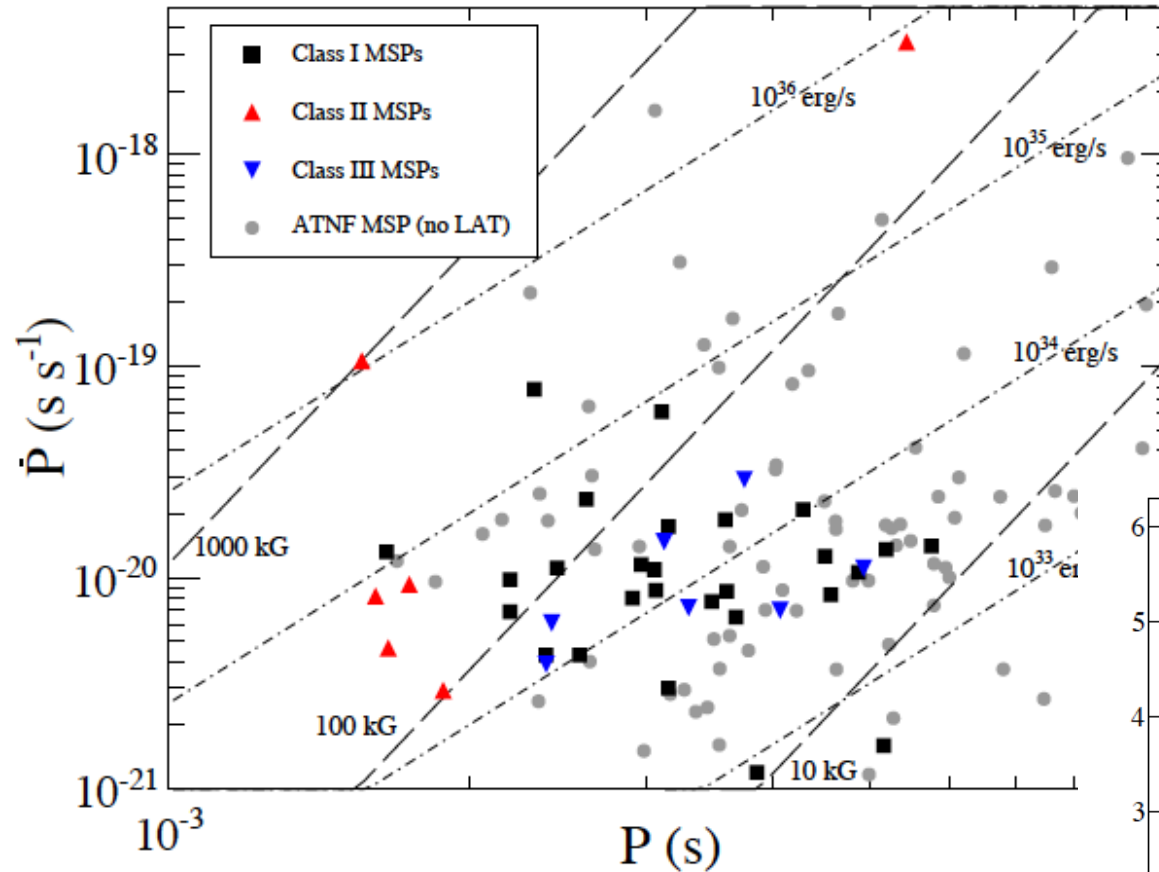 Class I MSPs
Class II MSPs
Class III MSPs
ATNF MSP (no LAT)
10^36 erg/s
10^35 erg/s
10^34 erg/s
10^33 er
1000 kG
100 kG
10 kG
10^-18
10^-19
10^-20
10^-21
10^-3
Ṗ (s s^-1)
P (s)
6
5
4
3